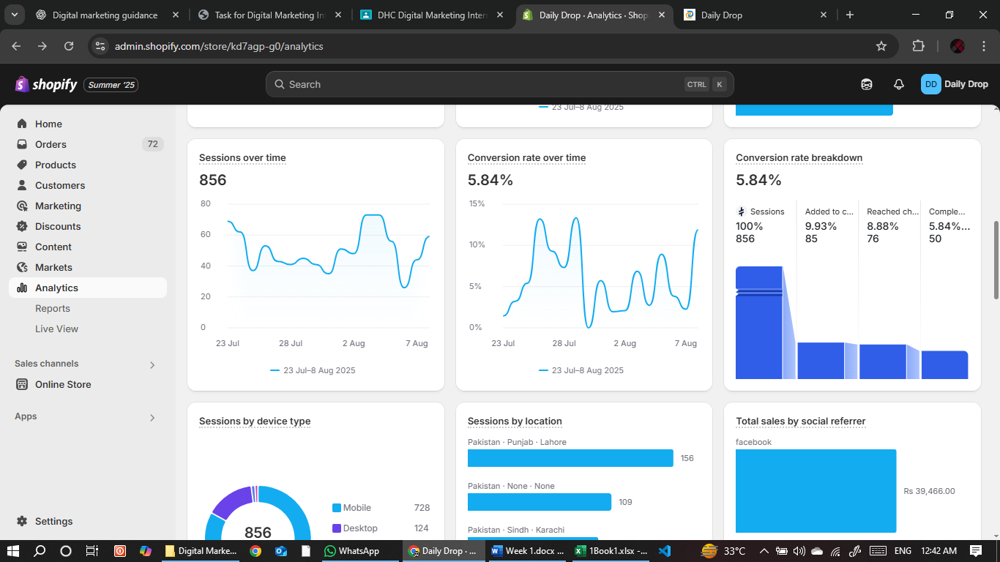 Digital marketing guidance
Task for Digital Marketing In
DHC Digital Marketing Inter
Daily Drop · Analytics · Shop
Daily Drop
admin.shopify.com/store/kd7agp-g0/analytics
shopify
Summer '25
Search
CTRL K
DD Daily Drop
Home
Orders 72
Products
Customers
Marketing
Discounts
Content
Markets
Analytics
Reports
Live View
Sales channels
Online Store
Apps
Settings
23 Jul–8 Aug 2025
Sessions over time
856
80
60
40
20
0
23 Jul 28 Jul 2 Aug 7 Aug
23 Jul–8 Aug 2025
Conversion rate over time
5.84%
15%
10%
5%
0%
23 Jul 28 Jul 2 Aug 7 Aug
23 Jul–8 Aug 2025
Conversion rate breakdown
5.84%
Sessions Added to c... Reached ch... Comple...
100% 9.93% 8.88% 5.84%...
856 85 76 50
Sessions by device type
856
Mobile 728
Desktop 124
Sessions by location
Pakistan · Punjab · Lahore
156
Pakistan · None · None
109
Pakistan · Sindh · Karachi
Total sales by social referrer
facebook
Rs 39,466.00
Digital Marke...
WhatsApp
Daily Drop · ...
Week 1.docx ...
1Book1.xlsx -...
33°C
ENG
12:42 AM